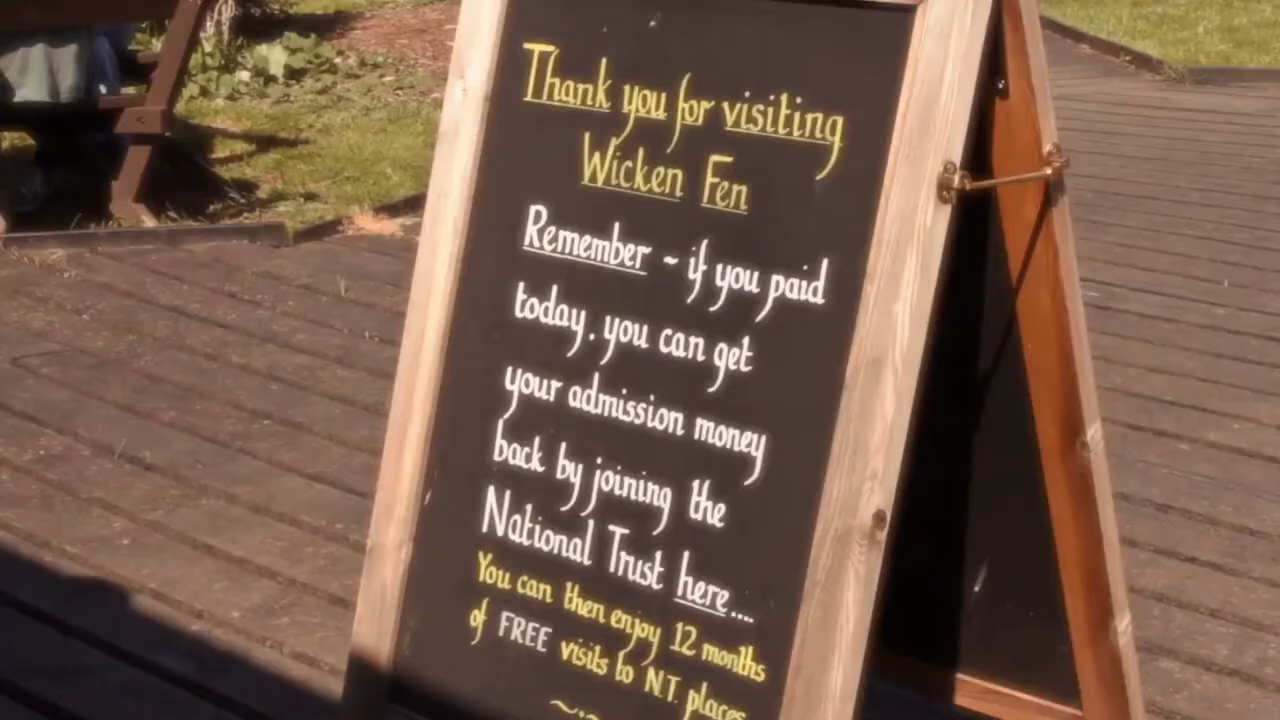 Thank you for visiting
Wicken Fen
Remember ~ if you paid
today. you can get
your admission money
back by joining the
National Trust here....
You can then enjoy 12 months
of FREE visits to N.T. places